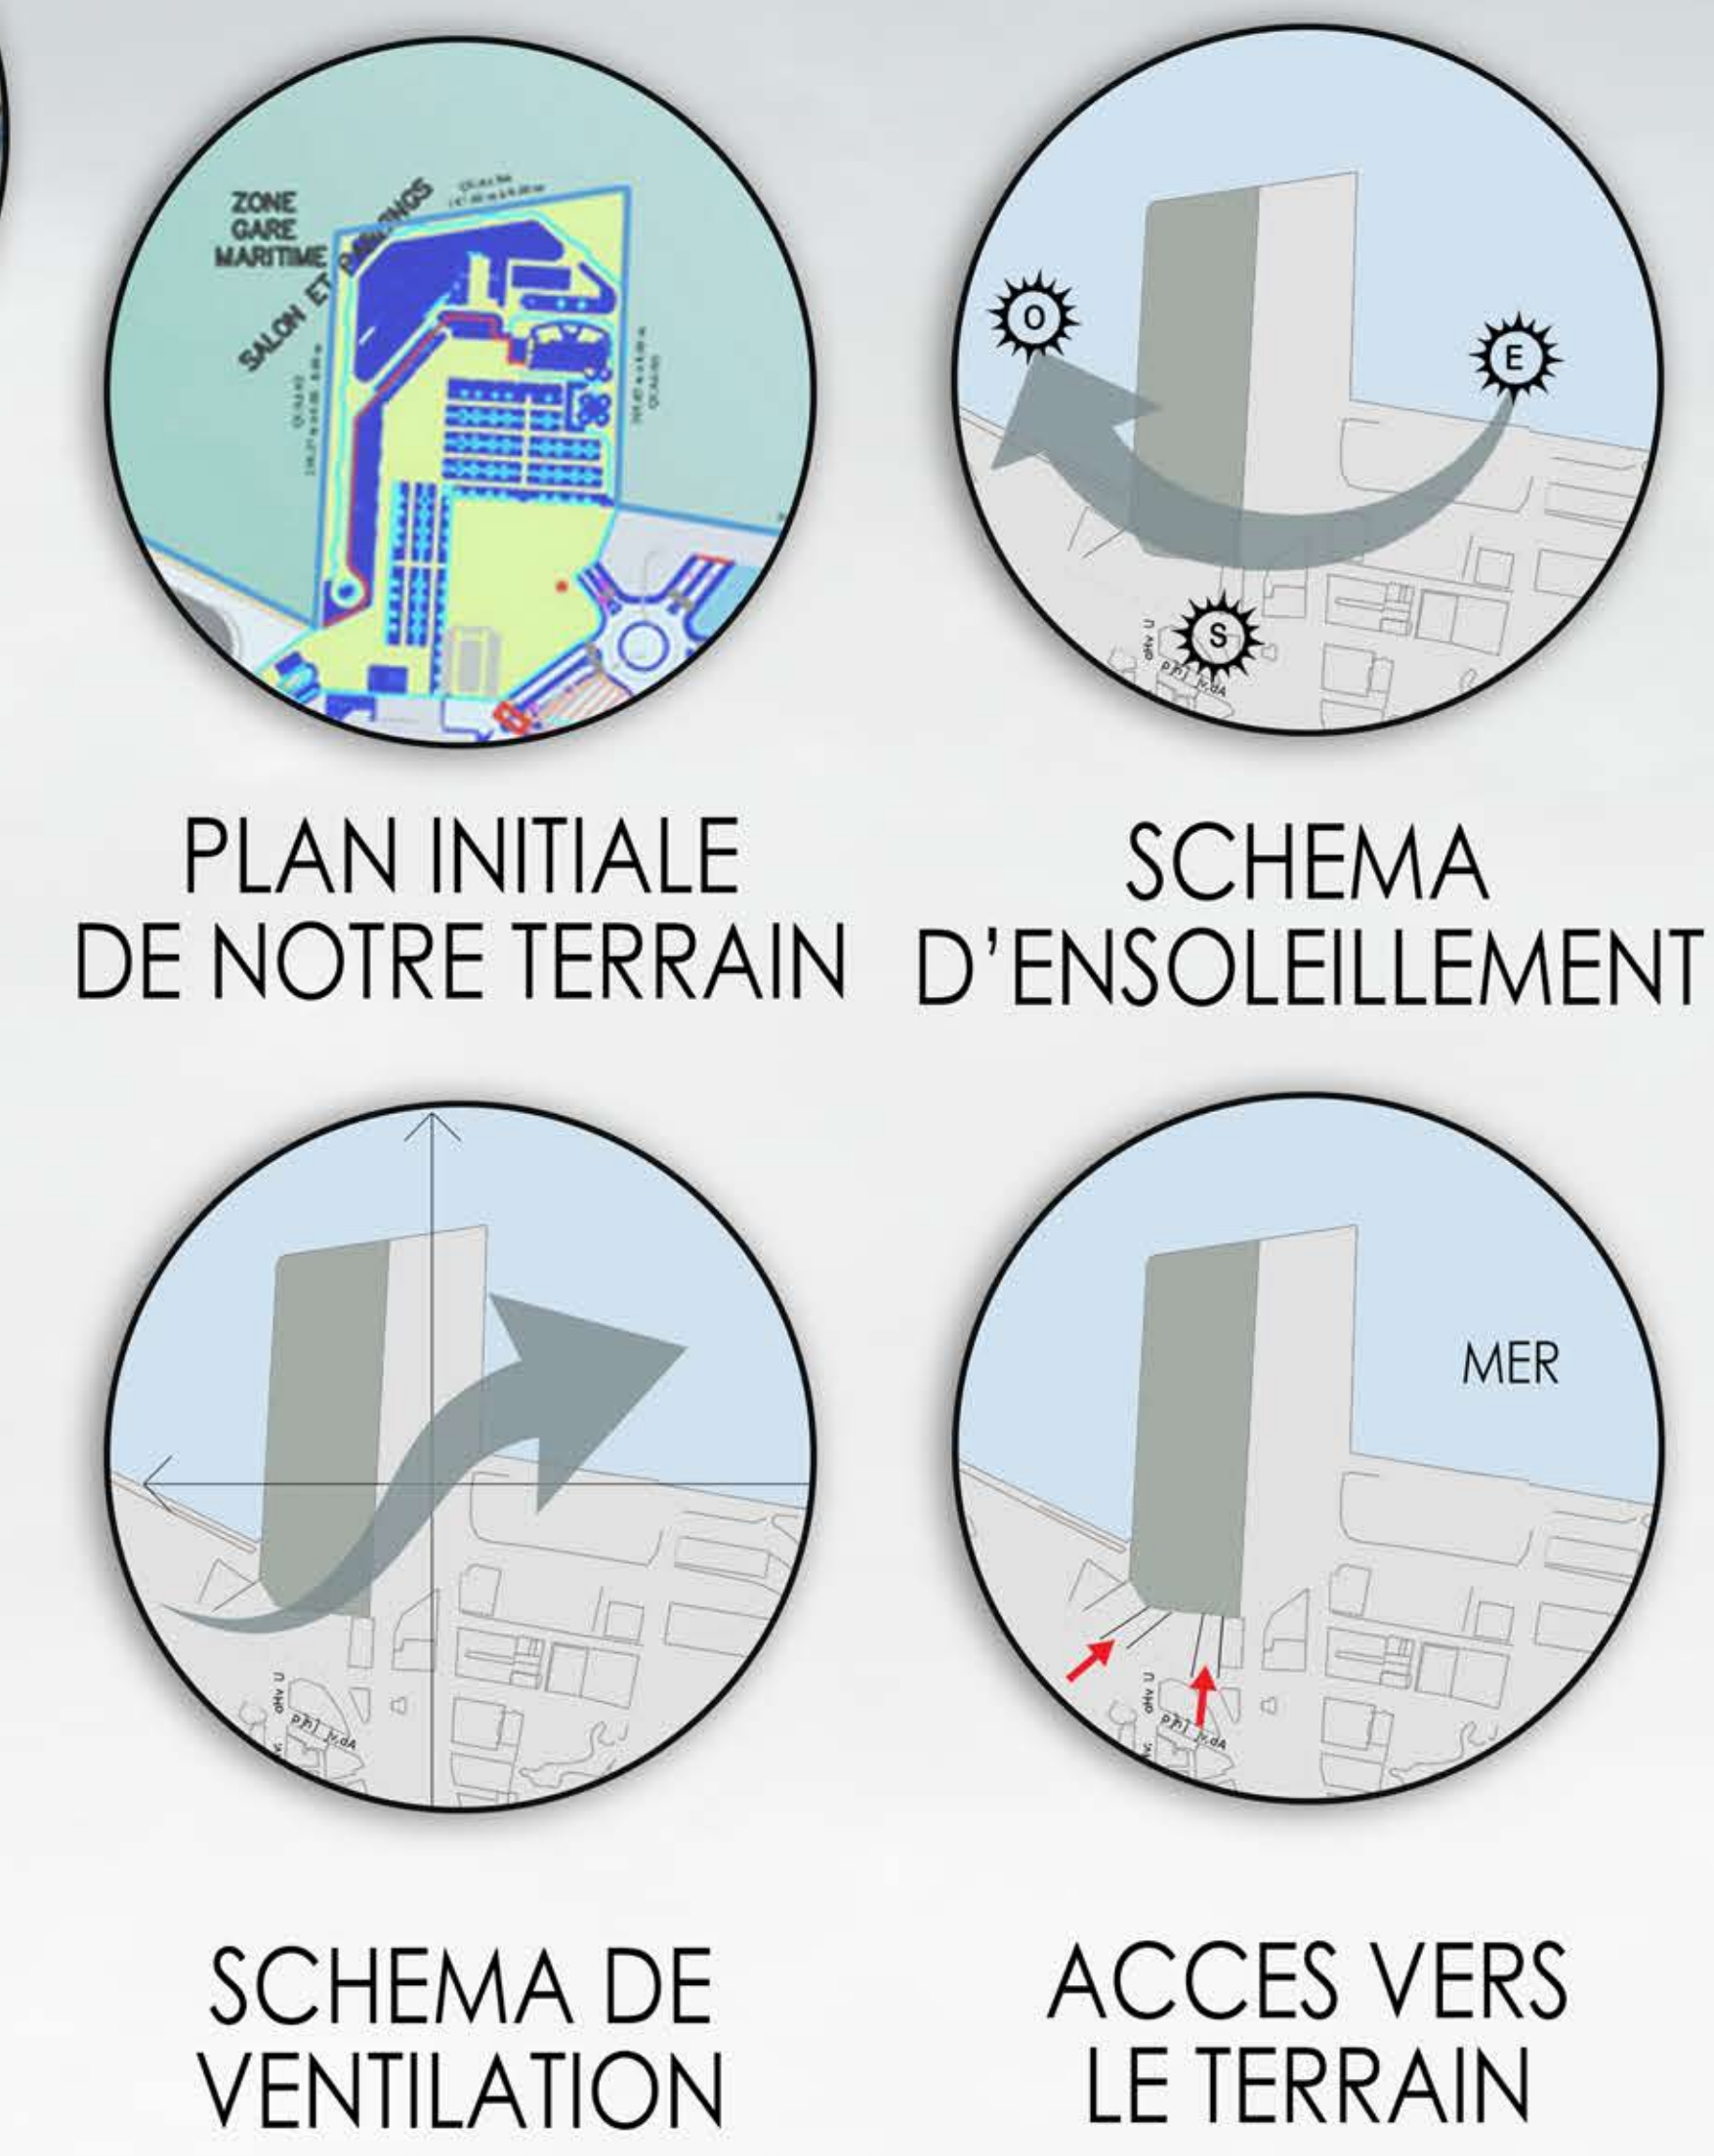 ZONE
GARE
MARITIME
SALON ET PARKINGS
PLAN INITIALE
DE NOTRE TERRAIN
O
E
S
SCHEMA
D'ENSOLEILLEMENT
SCHEMA DE
VENTILATION
MER
ACCES VERS
LE TERRAIN